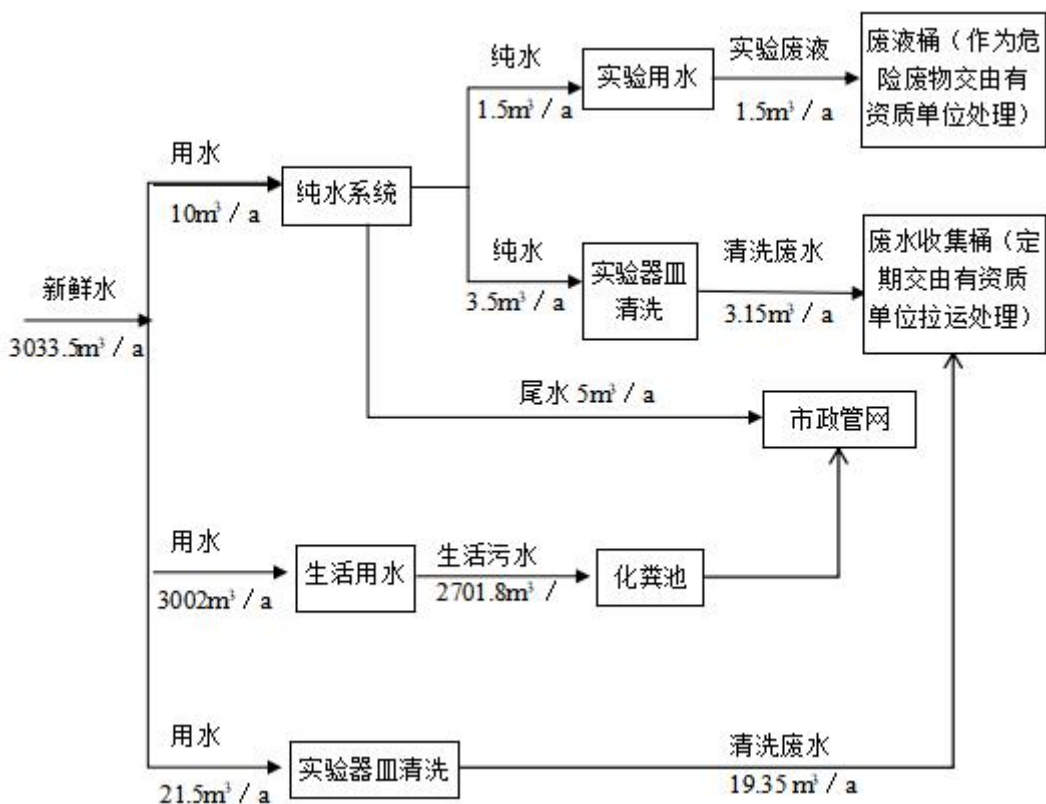 纯水
1.5m³／a
实验用水
实验废液
1.5m³／a
废液桶（作为危
险废物交由有
资质单位处理）
用水
10m³／a
纯水系统
纯水
3.5m³／a
实验器皿
清洗
清洗废水
3.15m³／a
废水收集桶（定
期交由有资质
单位拉运处理）
新鲜水
3033.5m³／a
尾水 5m³／a
市政管网
用水
3002m³／a
生活用水
生活污水
2701.8m³／
化粪池
用水
21.5m³／a
实验器皿清洗
清洗废水
19.35 m³／a